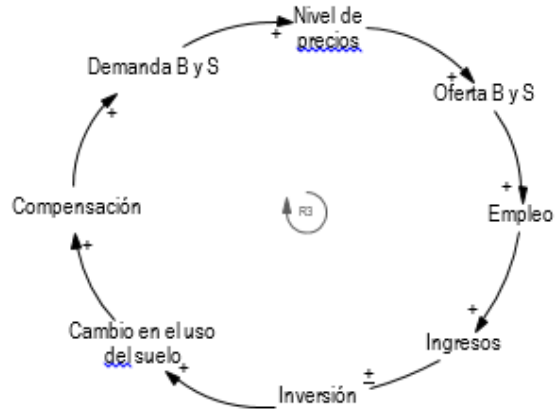 Nivel de
precios
+
Demanda B y S
+
Oferta B y S
+
+
Compensación
R3
Empleo
+
+
Cambio en el uso
del suelo
+
Ingresos
±
Inversión
+